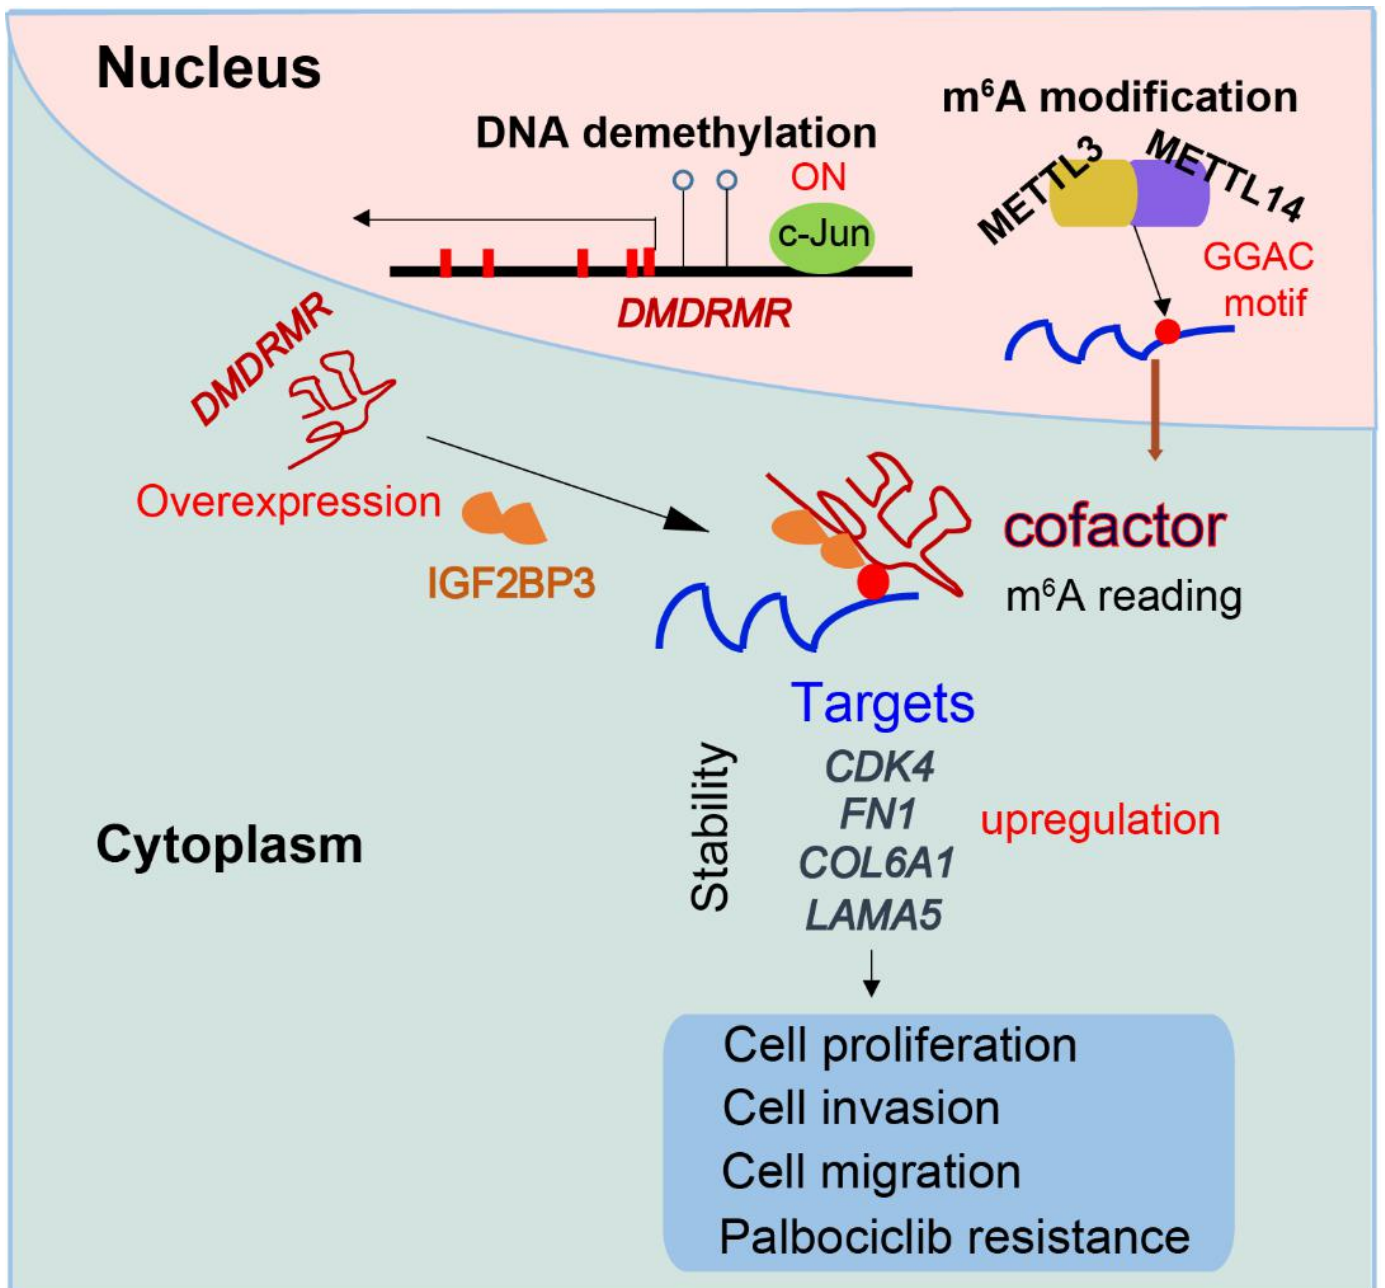 Nucleus
m⁶A modification
DNA demethylation
METTL3
METTL14
ON
c-Jun
GGAC
motif
DMDRMR
DMDRMR
Overexpression
IGF2BP3
cofactor
m⁶A reading
Targets
Stability
CDK4
FN1
upregulation
COL6A1
LAMA5
Cytoplasm
Cell proliferation
Cell invasion
Cell migration
Palbociclib resistance